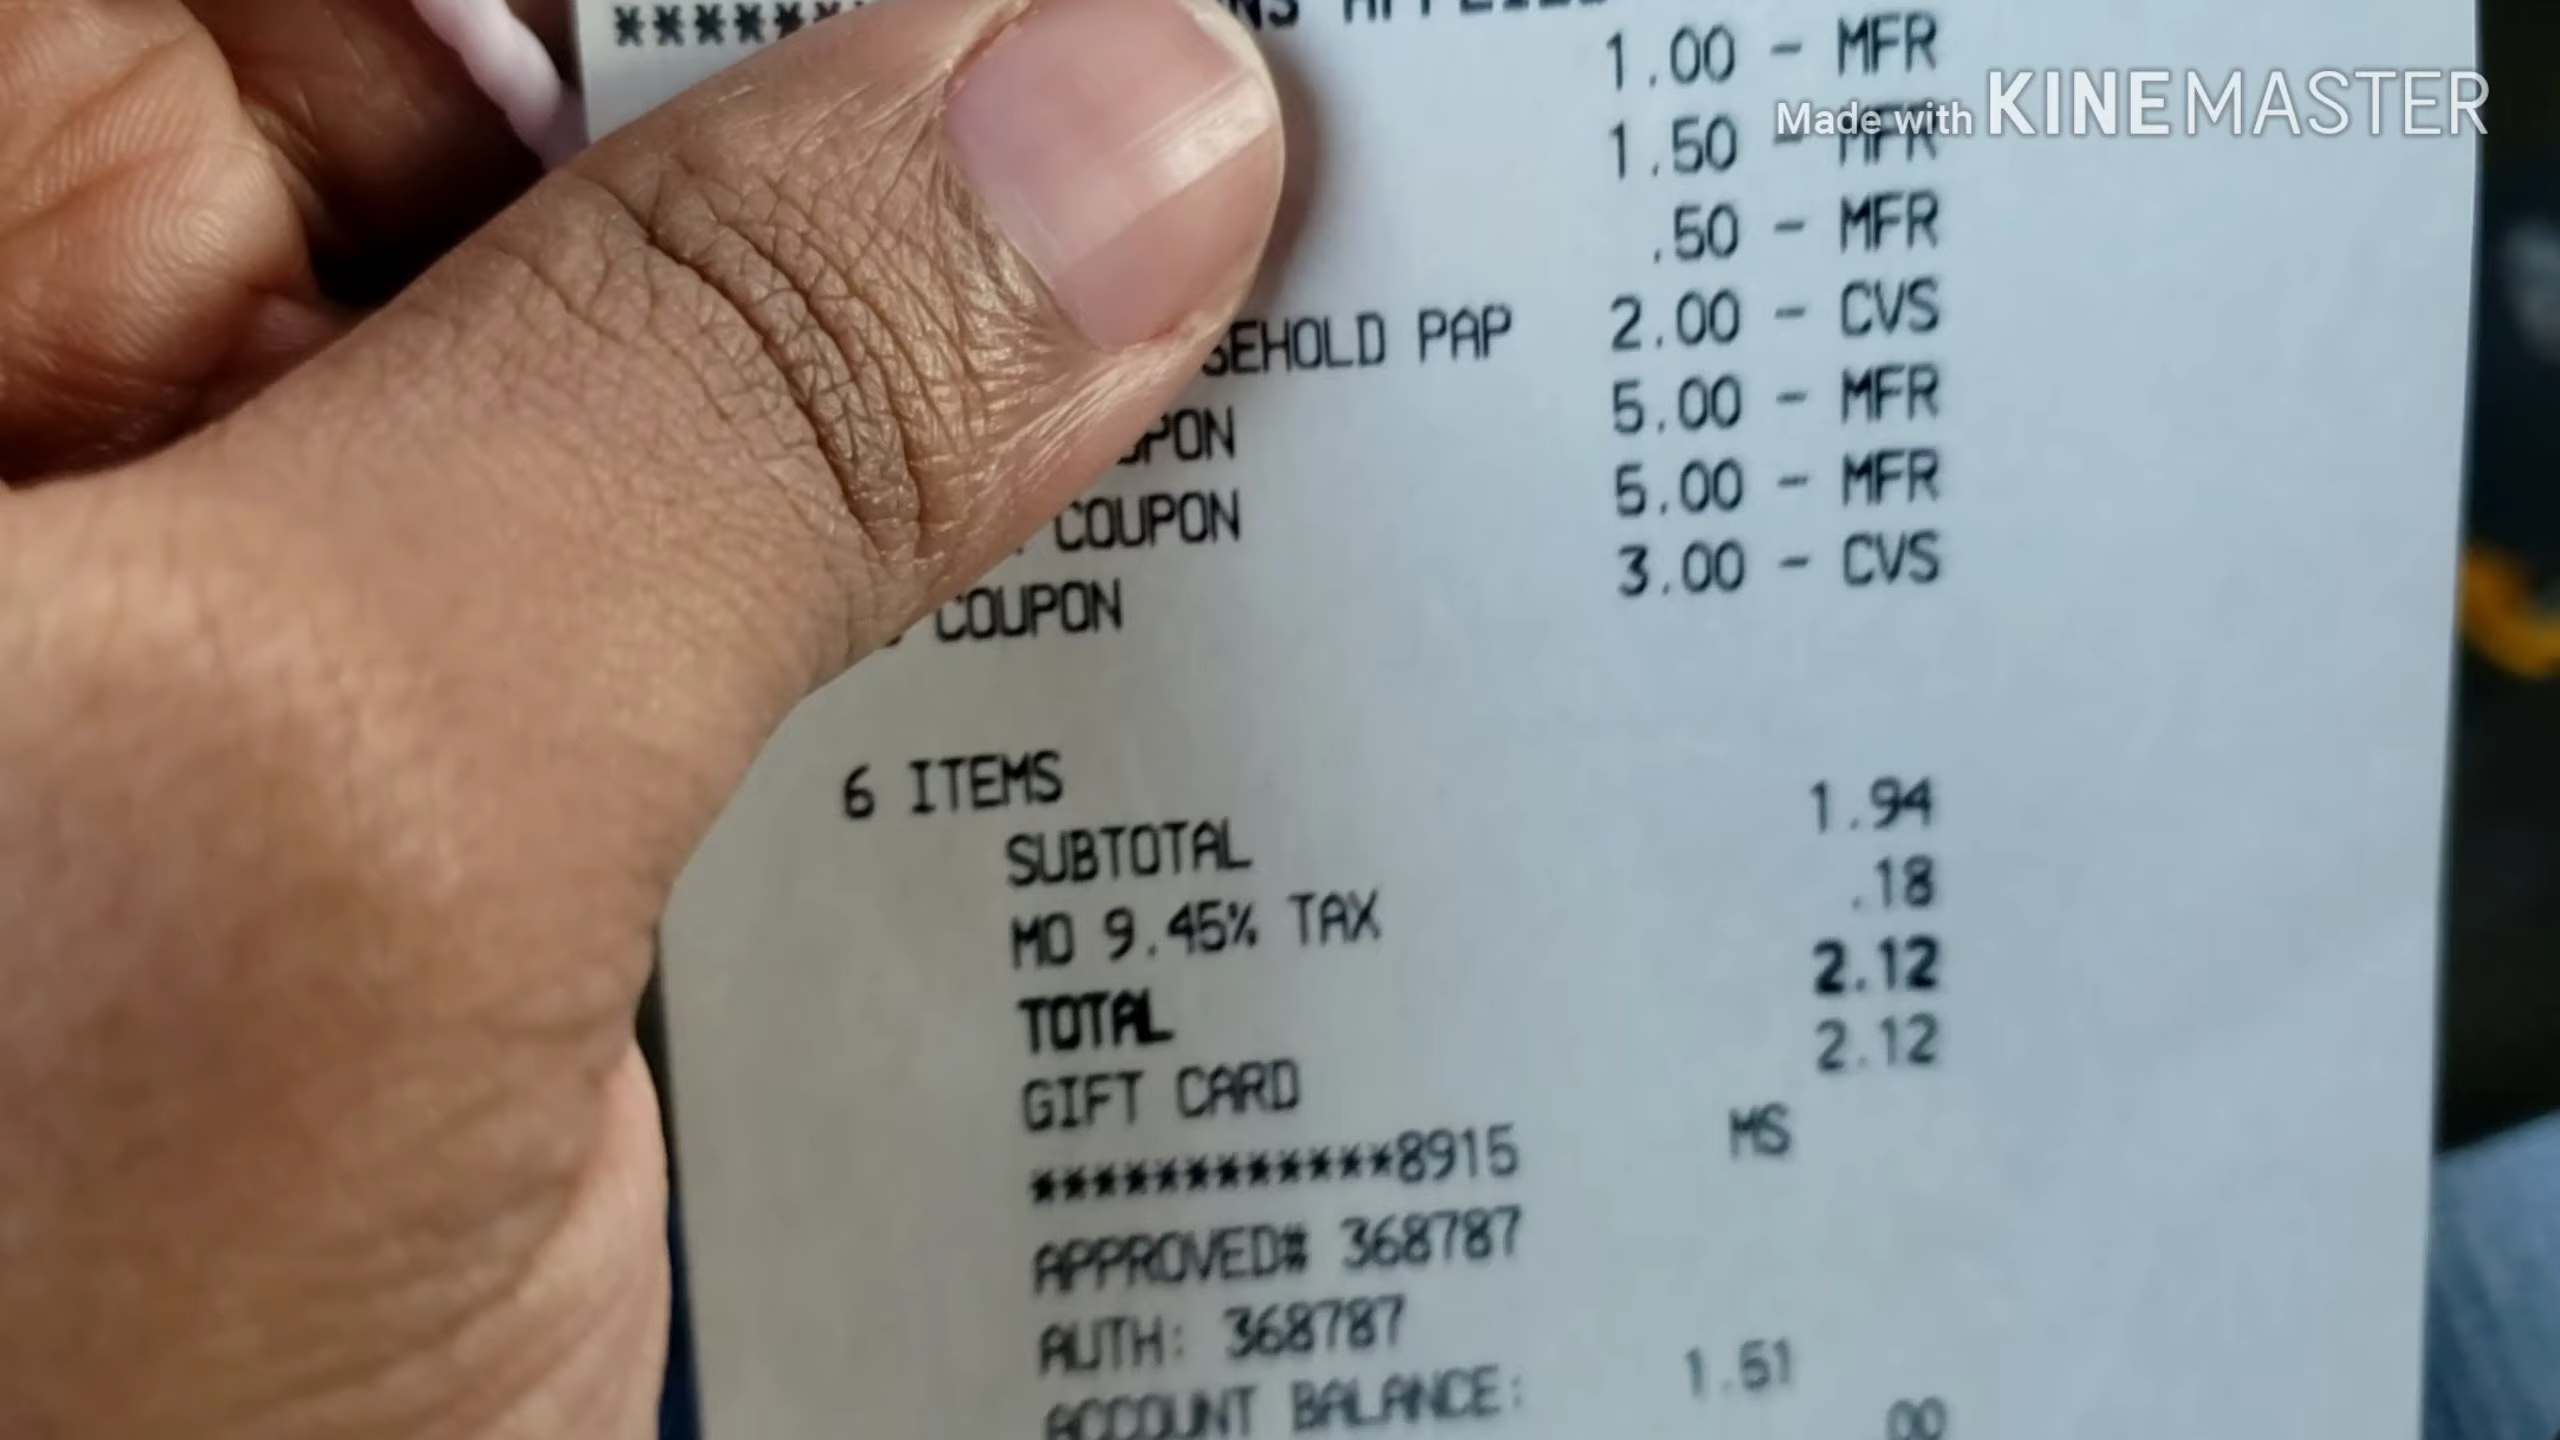 *******
1.00 - MFR
Made with KINEMASTER
1.50 - MFR
.50 - MFR
PAP 2.00 - CVS
5.00 - MFR
COUPON 5.00 - MFR
COUPON 3.00 - CVS
6 ITEMS
SUBTOTAL 1.94
MO 9.45% TAX .18
TOTAL 2.12
GIFT CARD 2.12
************8915 MS
APPROVED# 368787
AUTH: 368787
ACCOUNT BALANCE: 1.51
.00